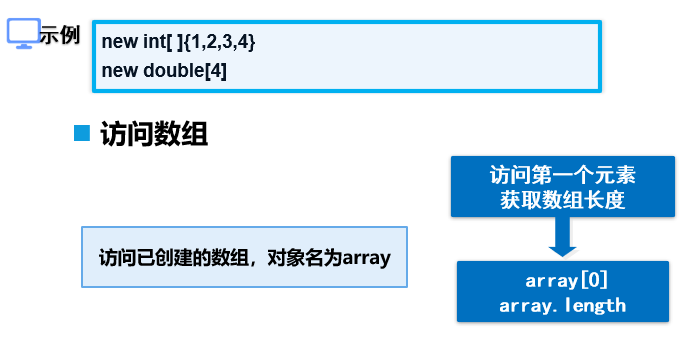 示例
new int[ ]{1,2,3,4}
new double[4]
访问数组
访问第一个元素
获取数组长度
访问已创建的数组，对象名为array
array[0]
array.length